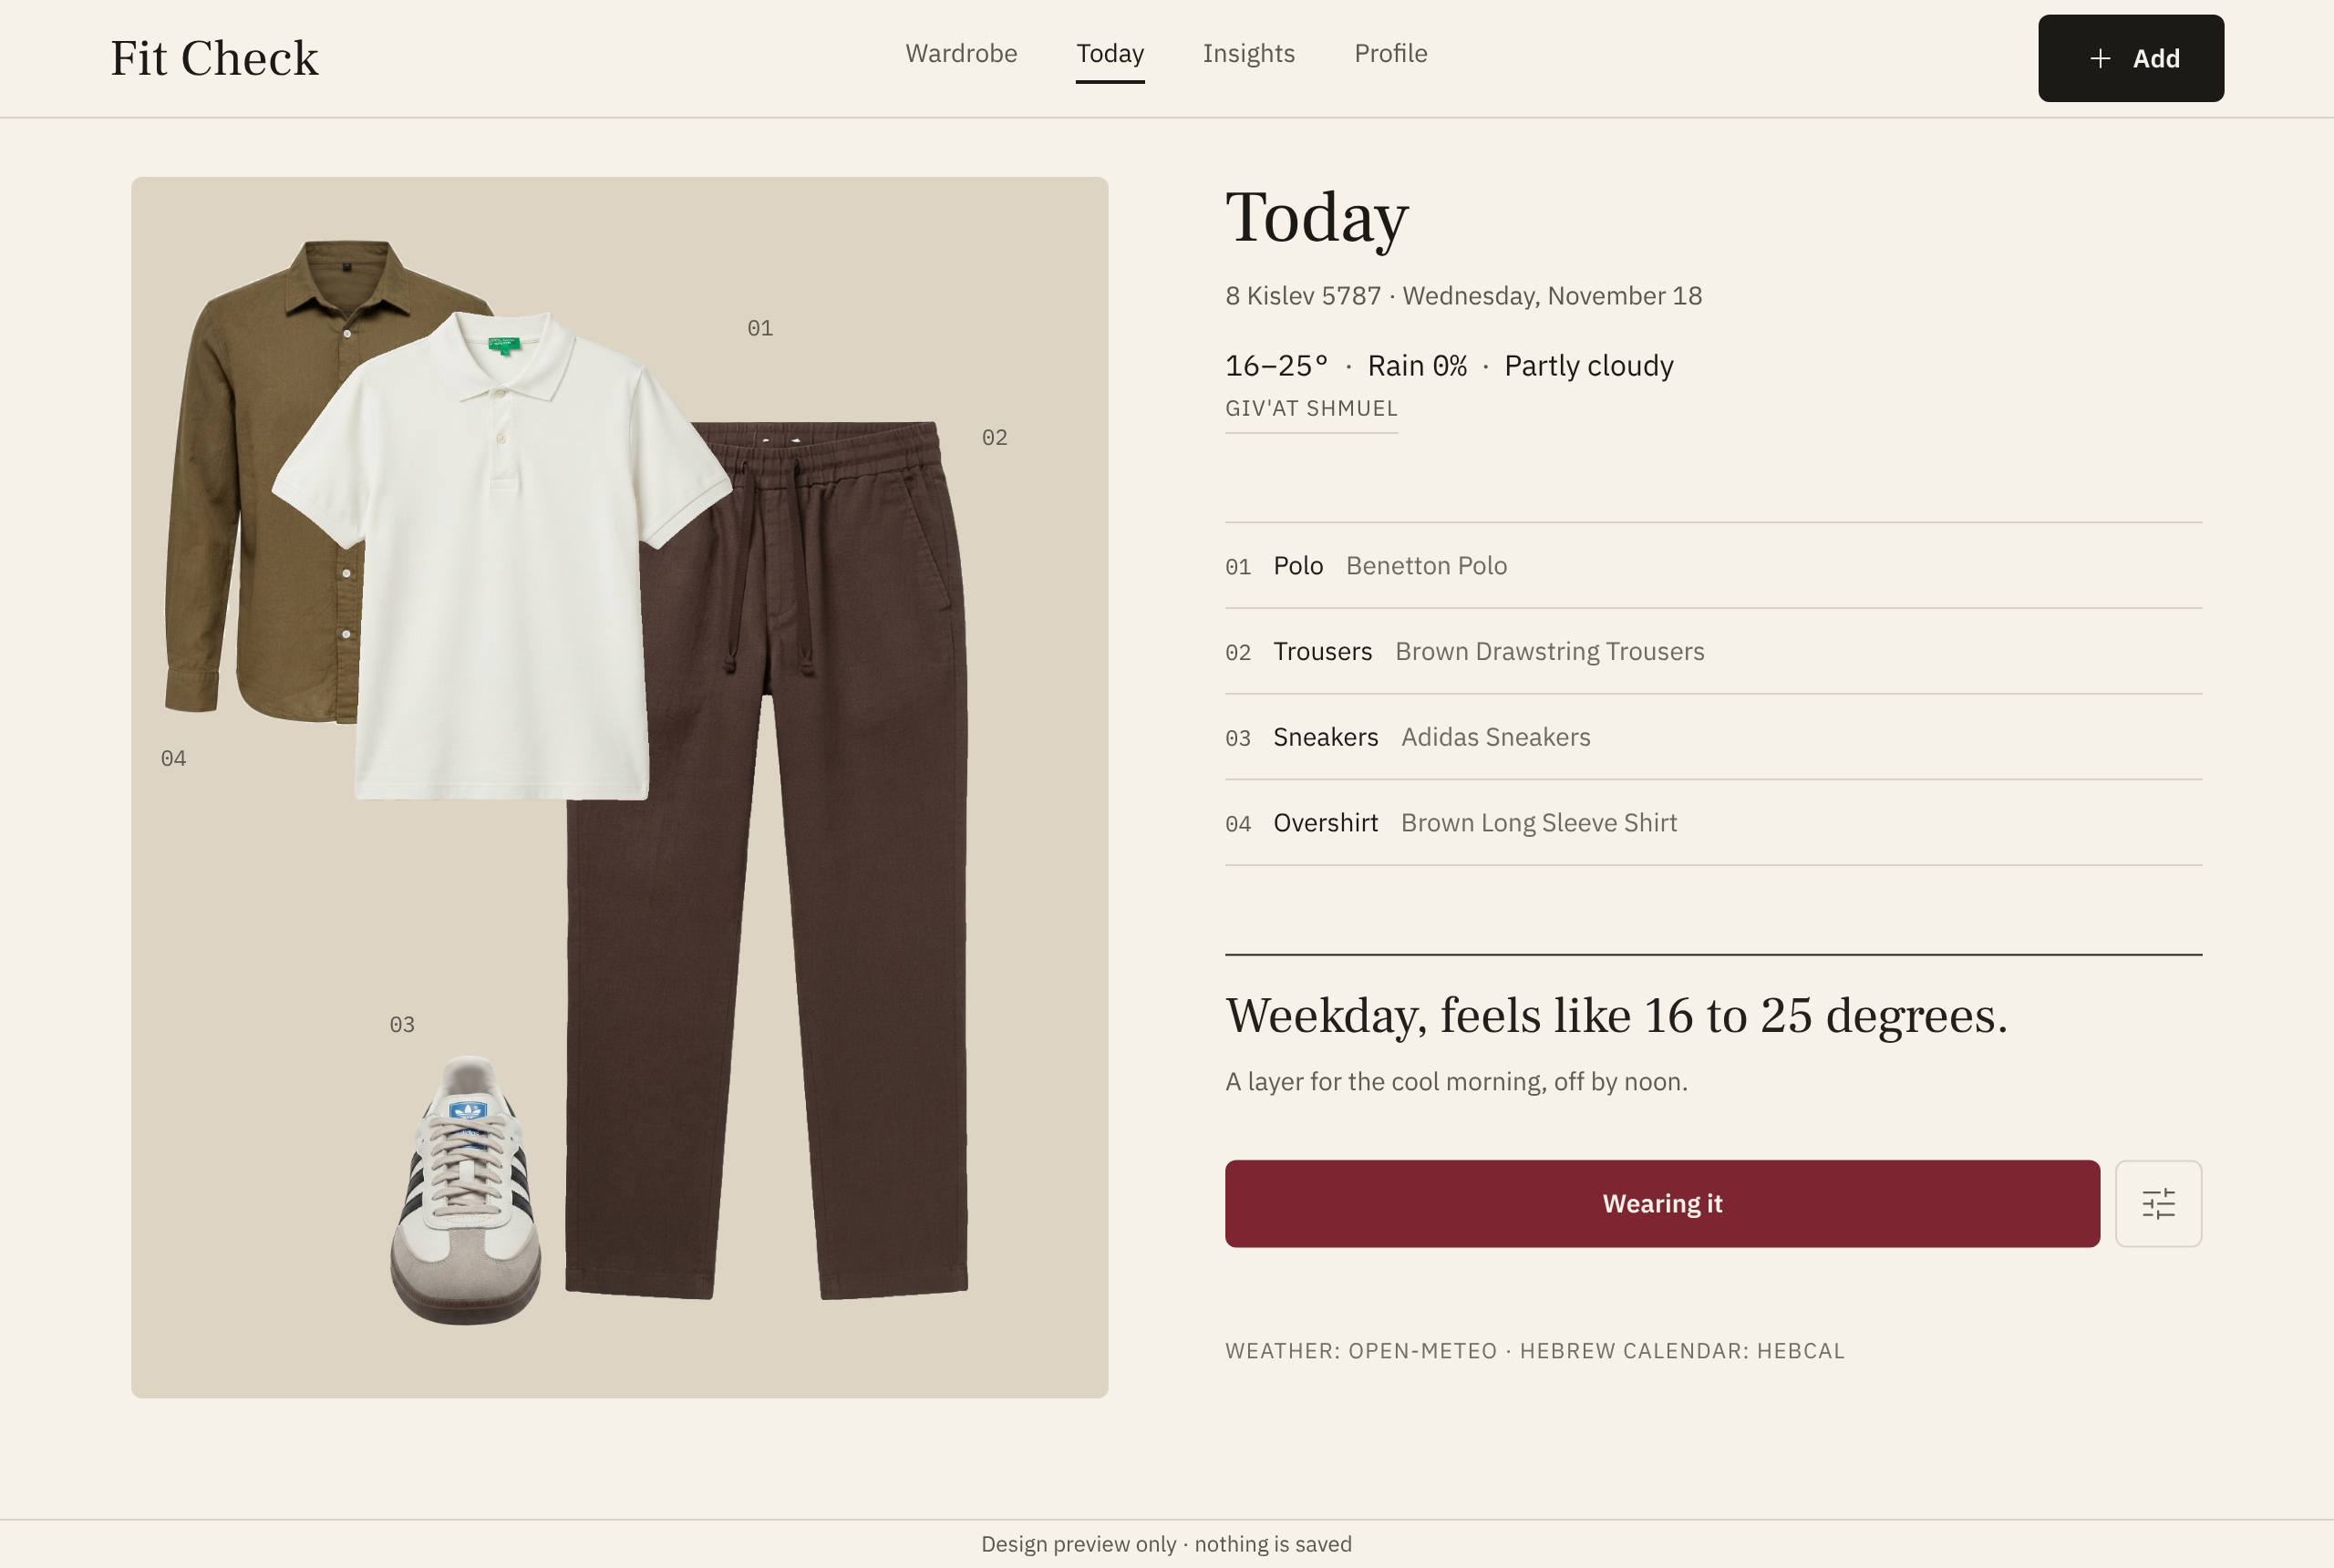 Fit Check
Wardrobe
Today
Insights
Profile
+ Add
01
02
04
03
Today
8 Kislev 5787 · Wednesday, November 18
16–25° · Rain 0% · Partly cloudy
GIV'AT SHMUEL
01 Polo Benetton Polo
02 Trousers Brown Drawstring Trousers
03 Sneakers Adidas Sneakers
04 Overshirt Brown Long Sleeve Shirt
Weekday, feels like 16 to 25 degrees.
A layer for the cool morning, off by noon.
Wearing it
WEATHER: OPEN-METEO · HEBREW CALENDAR: HEBCAL
Design preview only · nothing is saved